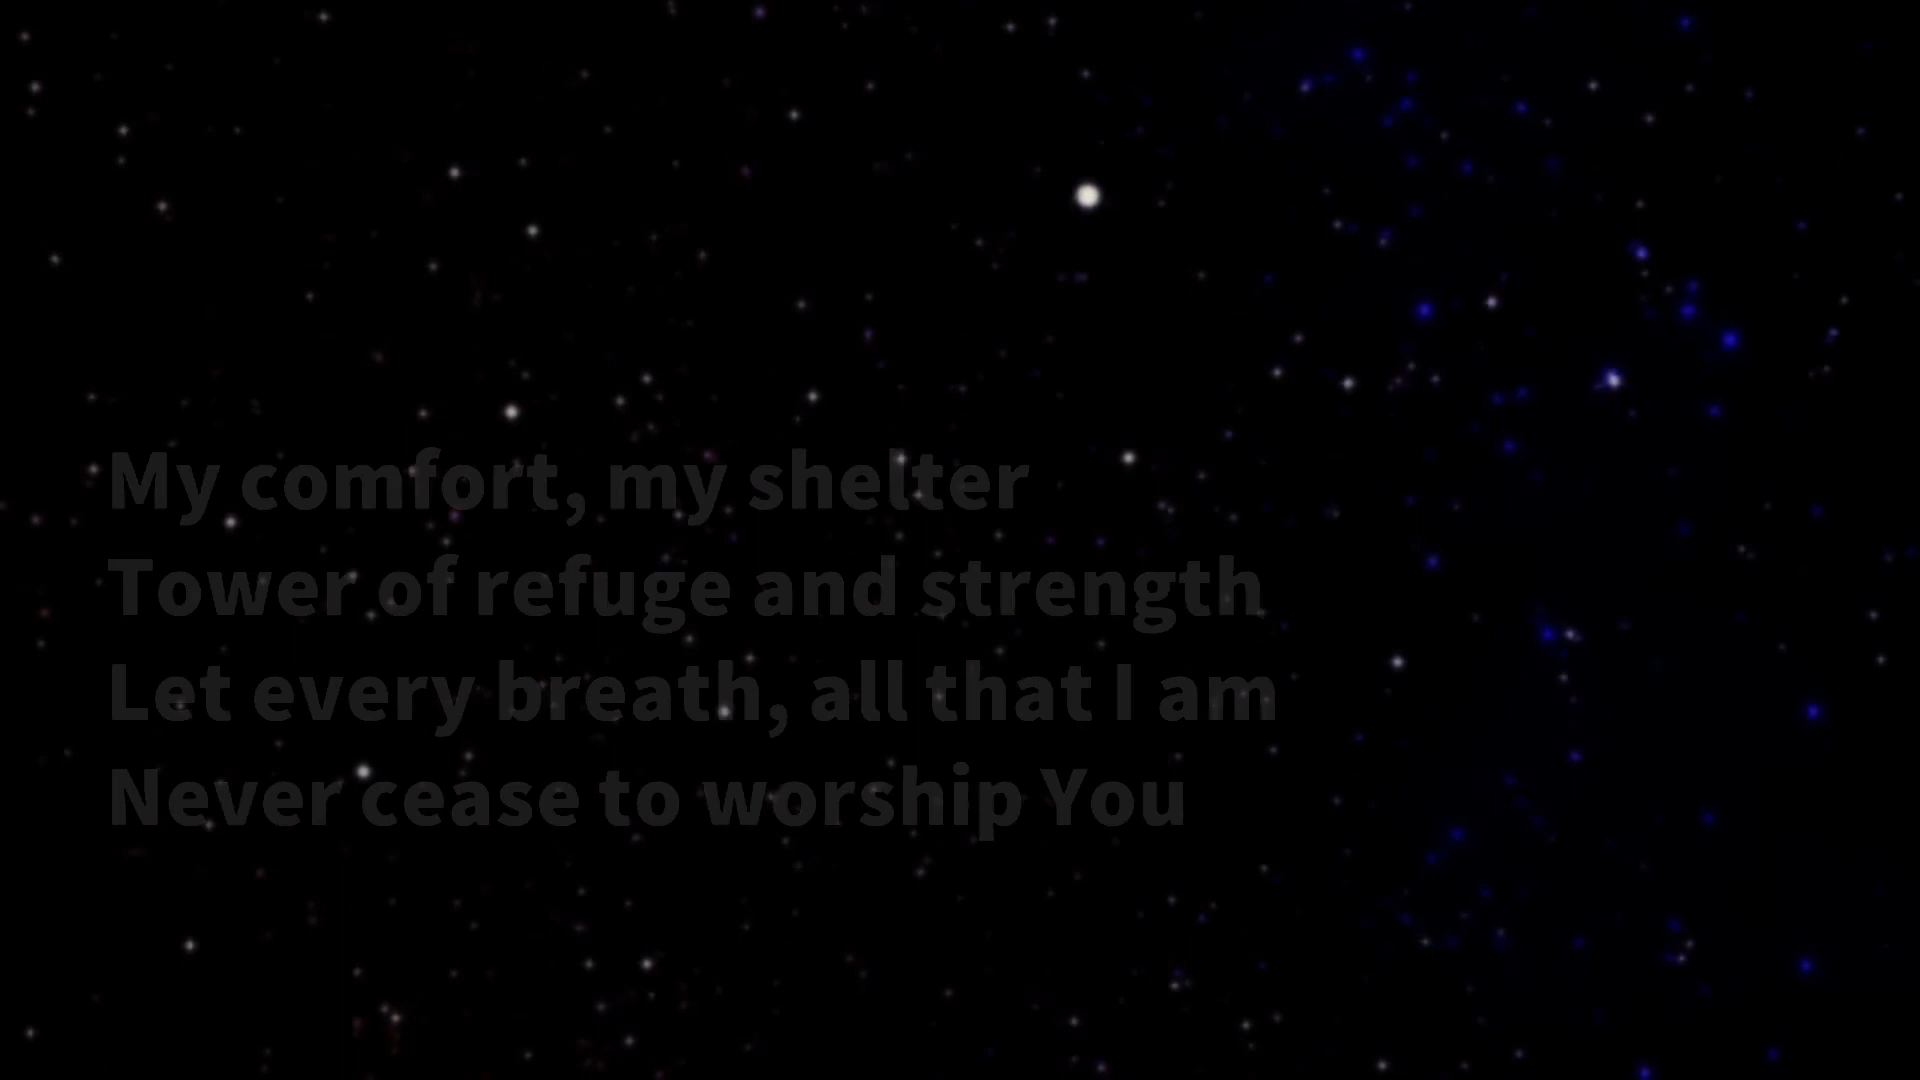 My comfort, my shelter
Tower of refuge and strength
Let every breath, all that I am
Never cease to worship You